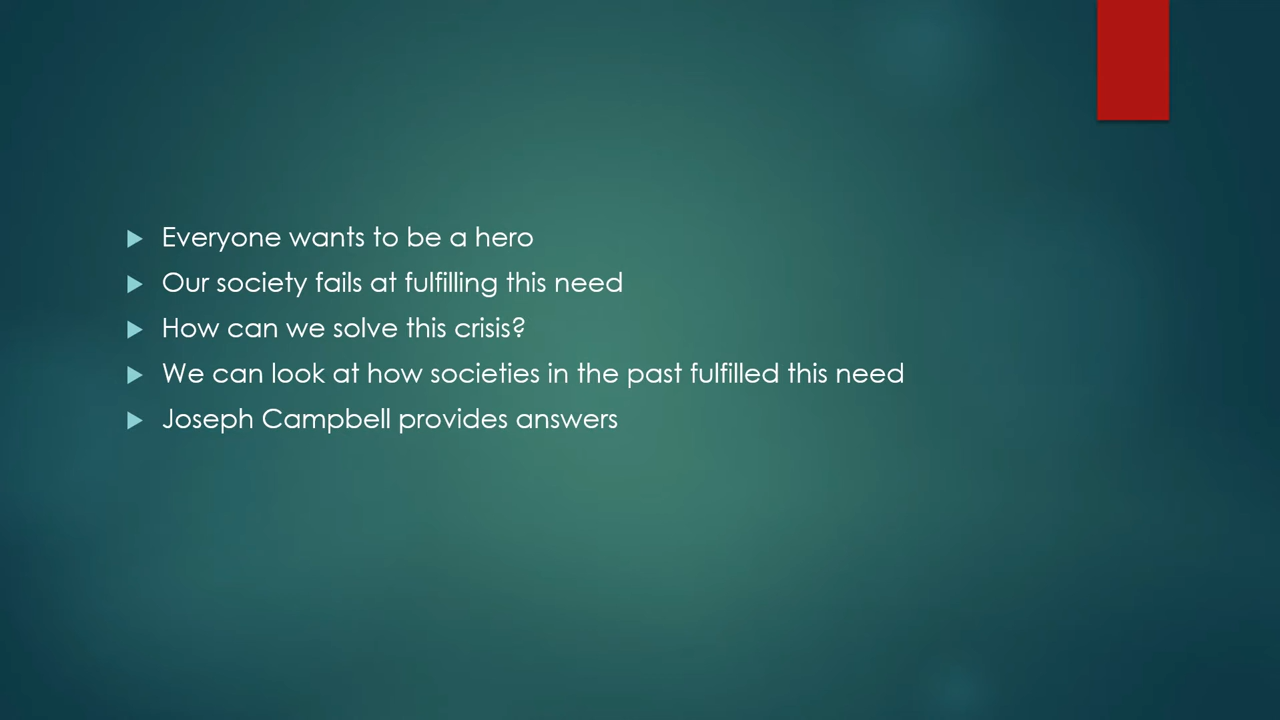 Everyone wants to be a hero
Our society fails at fulfilling this need
How can we solve this crisis?
We can look at how societies in the past fulfilled this need
Joseph Campbell provides answers